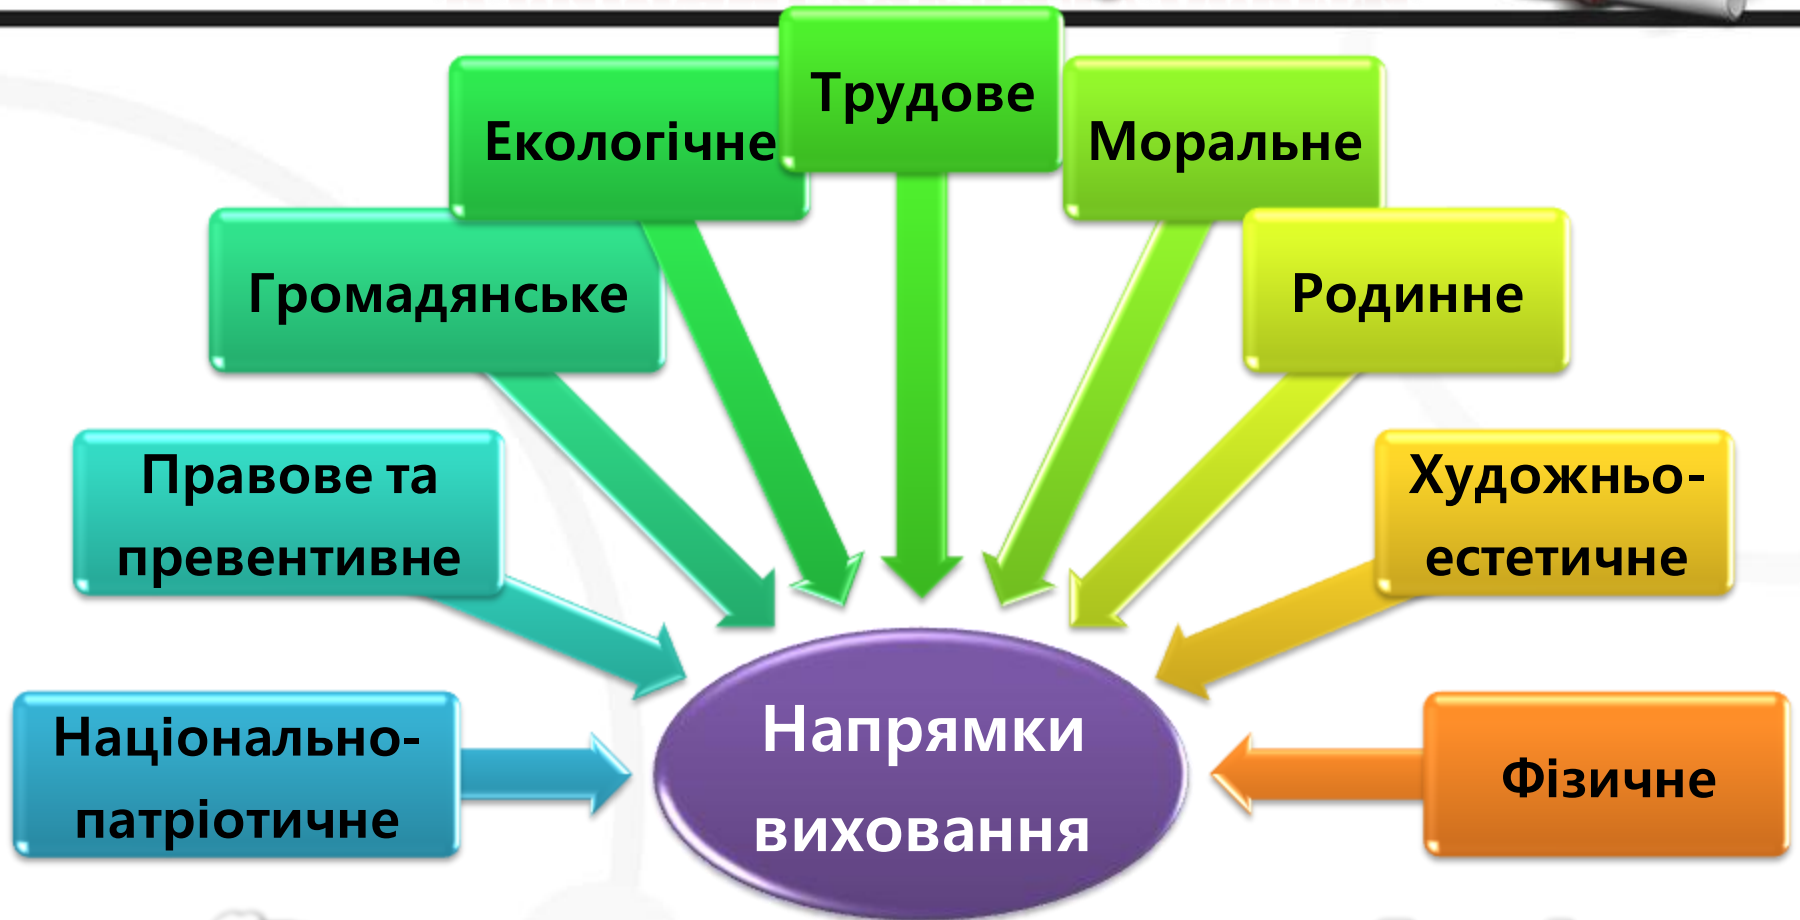 Трудове
Екологічне
Моральне
Громадянське
Родинне
Правове та
превентивне
Художньо-
естетичне
Національно-
патріотичне
Напрямки
виховання
Фізичне